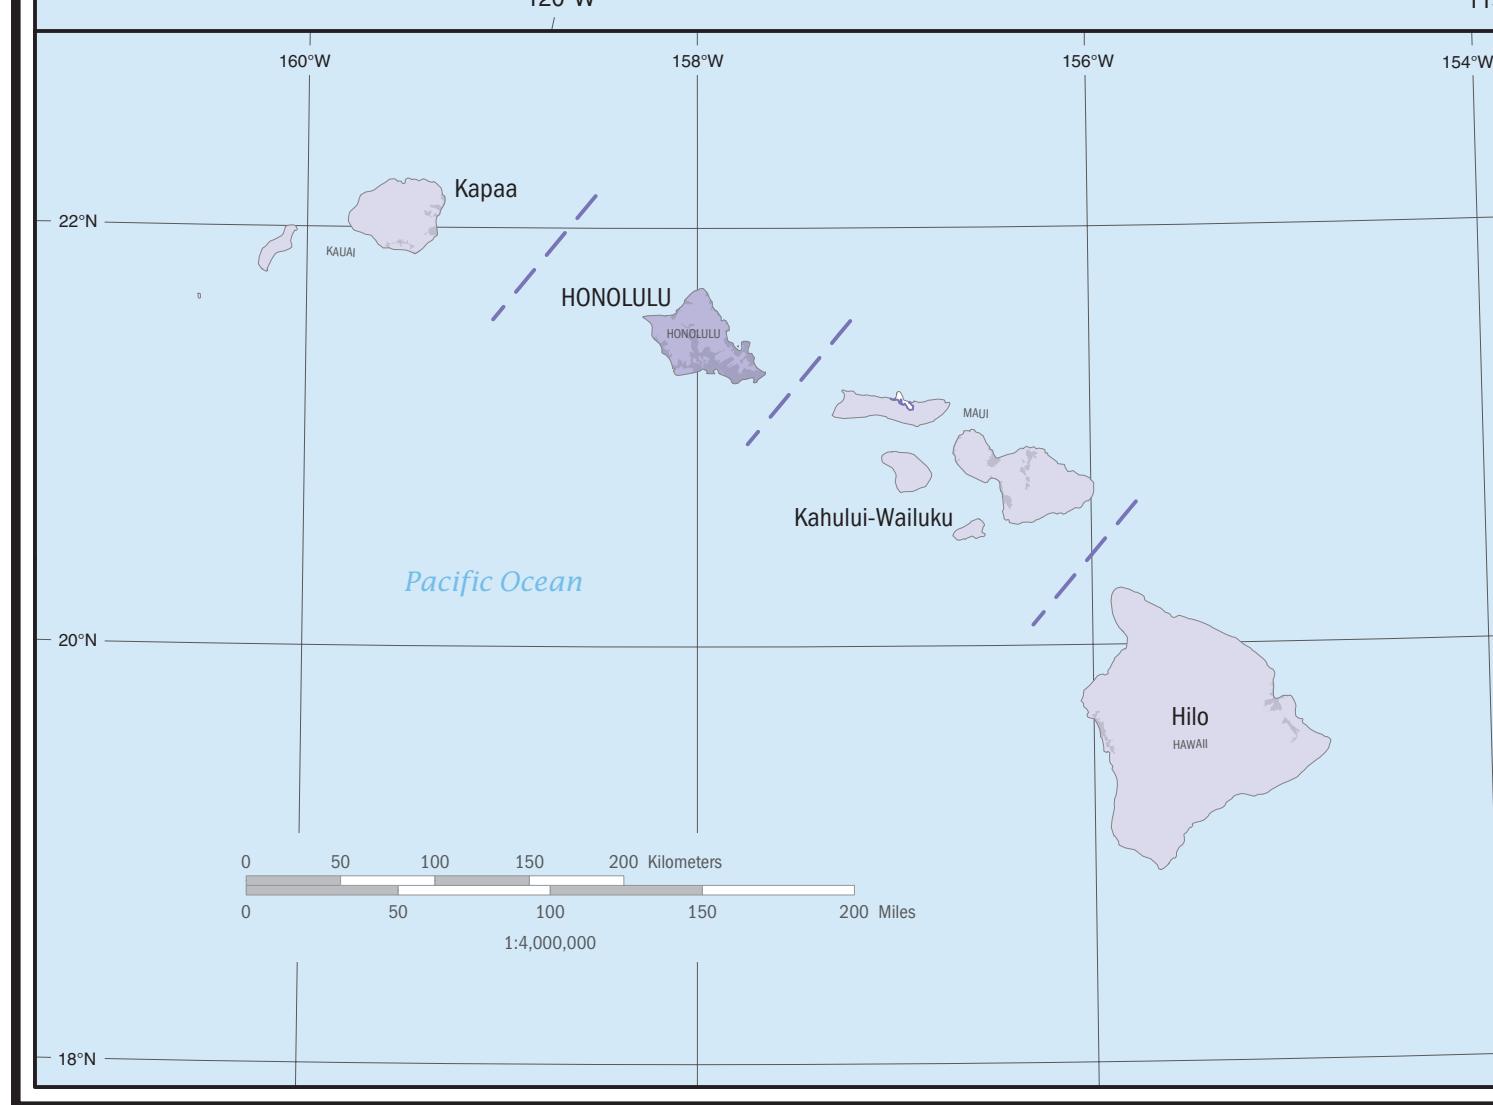 160°W 158°W 156°W 154°W
Kapaa
22°N
KAUAI
HONOLULU
HONOLULU
MAUI
Kahului-Wailuku
Pacific Ocean
20°N
Hilo
HAWAII
0 50 100 150 200 Kilometers
0 50 100 150 200 Miles
1:4,000,000
18°N